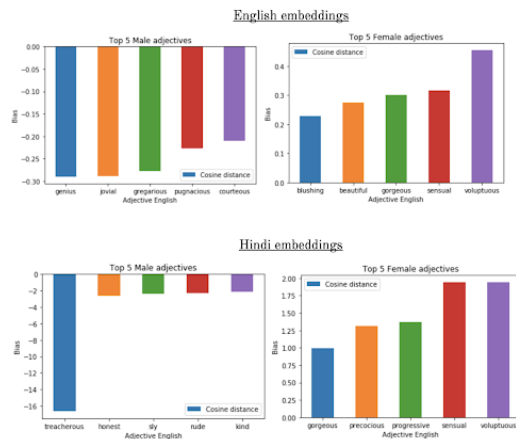 English embeddings
Top 5 Male adjectives
Bias
0.00
−0.05
−0.10
−0.15
−0.20
−0.25
−0.30
Cosine distance
genius jovial gregarious pugnacious courteous
Adjective English
Top 5 Female adjectives
Bias
0.4
0.3
0.2
0.1
0.0
Cosine distance
blushing beautiful gorgeous sensual voluptuous
Adjective English
Hindi embeddings
Top 5 Male adjectives
Bias
0
−2
−4
−6
−8
−10
−12
−14
−16
Cosine distance
treacherous honest sly rude kind
Adjective English
Top 5 Female adjectives
Bias
2.00
1.75
1.50
1.25
1.00
0.75
0.50
0.25
0.00
Cosine distance
gorgeous precocious progressive sensual voluptuous
Adjective English